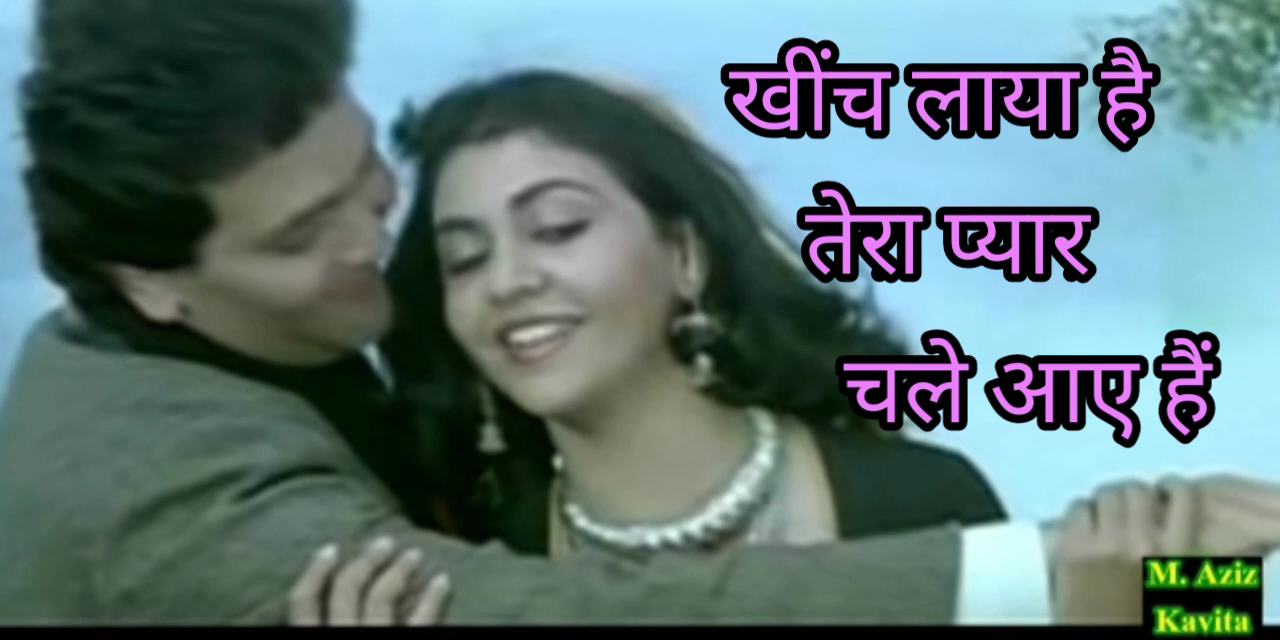 खींच लाया है
तेरा प्यार
चले आए हैं
M. Aziz
Kavita